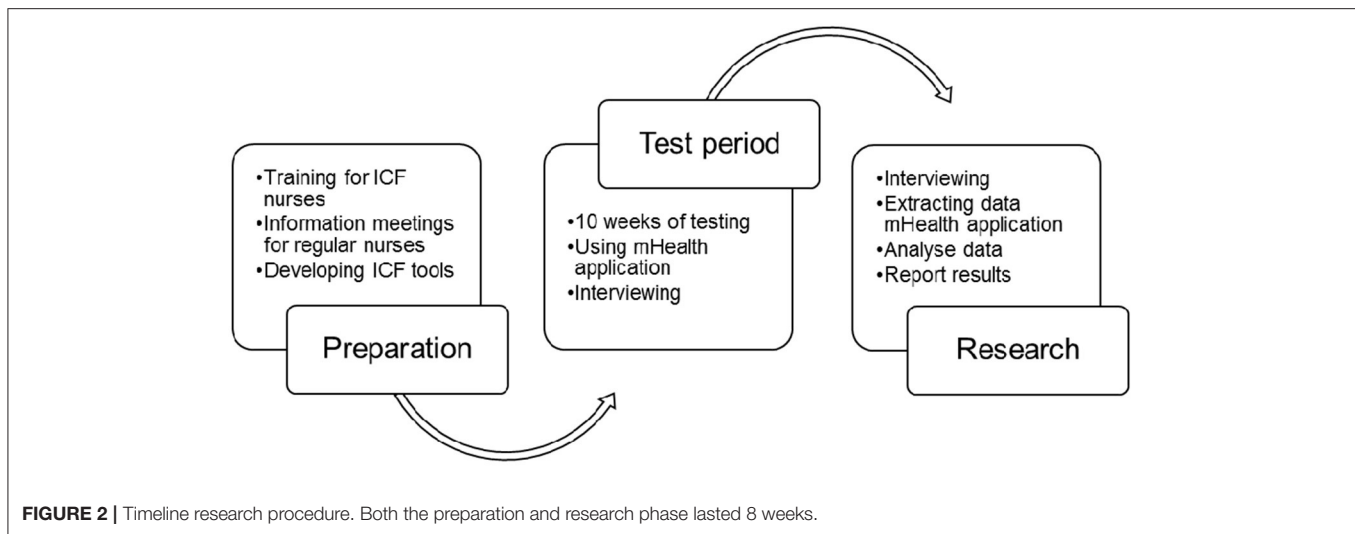 •Training for ICF
nurses
•Information meetings
for regular nurses
•Developing ICF tools
Preparation
Test period
•10 weeks of testing
•Using mHealth
application
•Interviewing
•Interviewing
•Extracting data
mHealth application
•Analyse data
•Report results
Research
FIGURE 2 | Timeline research procedure. Both the preparation and research phase lasted 8 weeks.